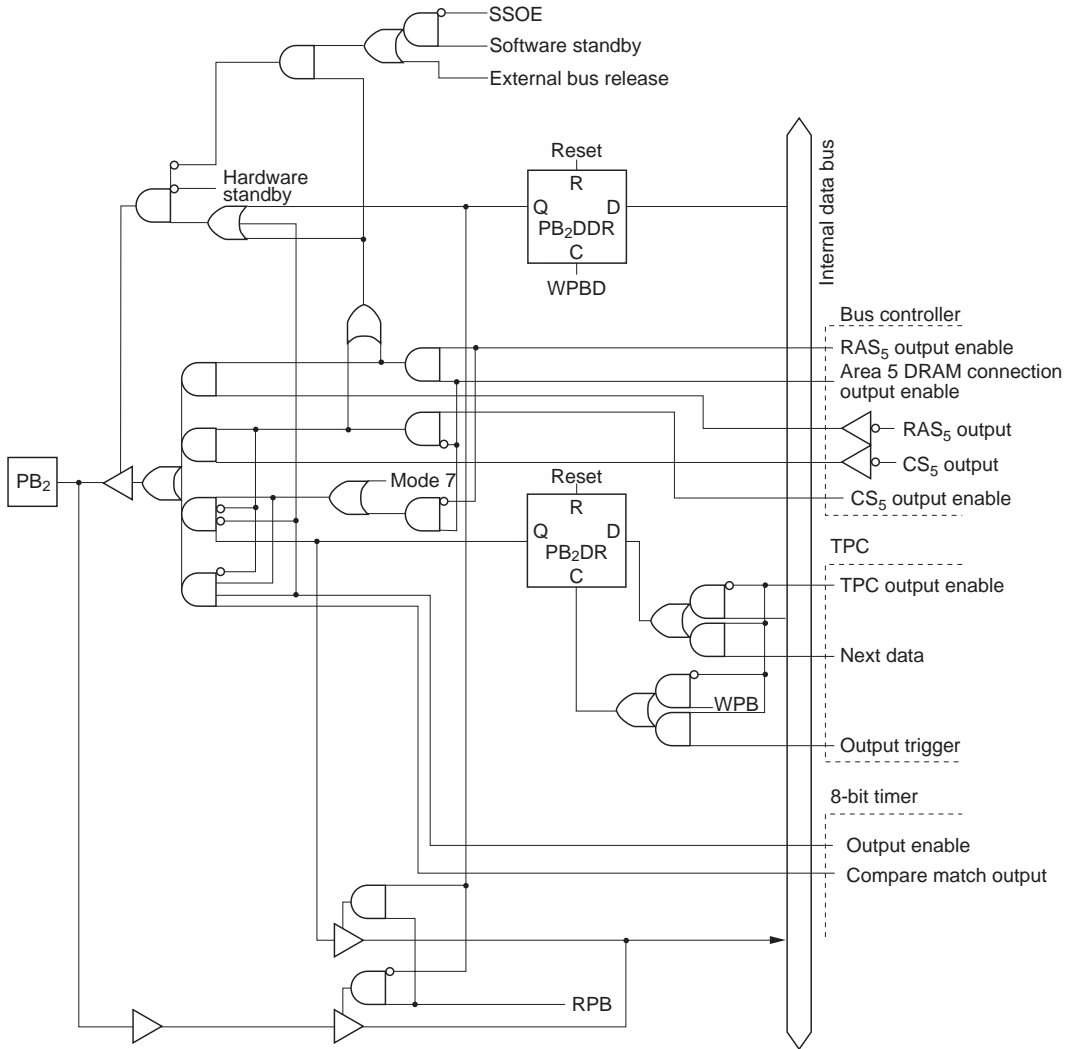 SSOE
Software standby
External bus release
Hardware
standby
Reset
R
Q D
PB2DDR
C
WPBD
Internal data bus
Bus controller
RAS5 output enable
Area 5 DRAM connection
output enable
RAS5 output
CS5 output
CS5 output enable
Mode 7
PB2
Reset
R
Q D
PB2DR
C
TPC
TPC output enable
Next data
WPB
Output trigger
8-bit timer
Output enable
Compare match output
RPB